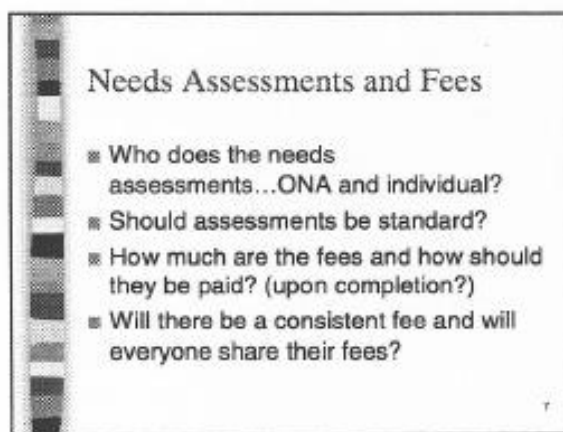 Needs Assessments and Fees
Who does the needs
assessments...ONA and individual?
Should assessments be standard?
How much are the fees and how should
they be paid? (upon completion?)
Will there be a consistent fee and will
everyone share their fees?